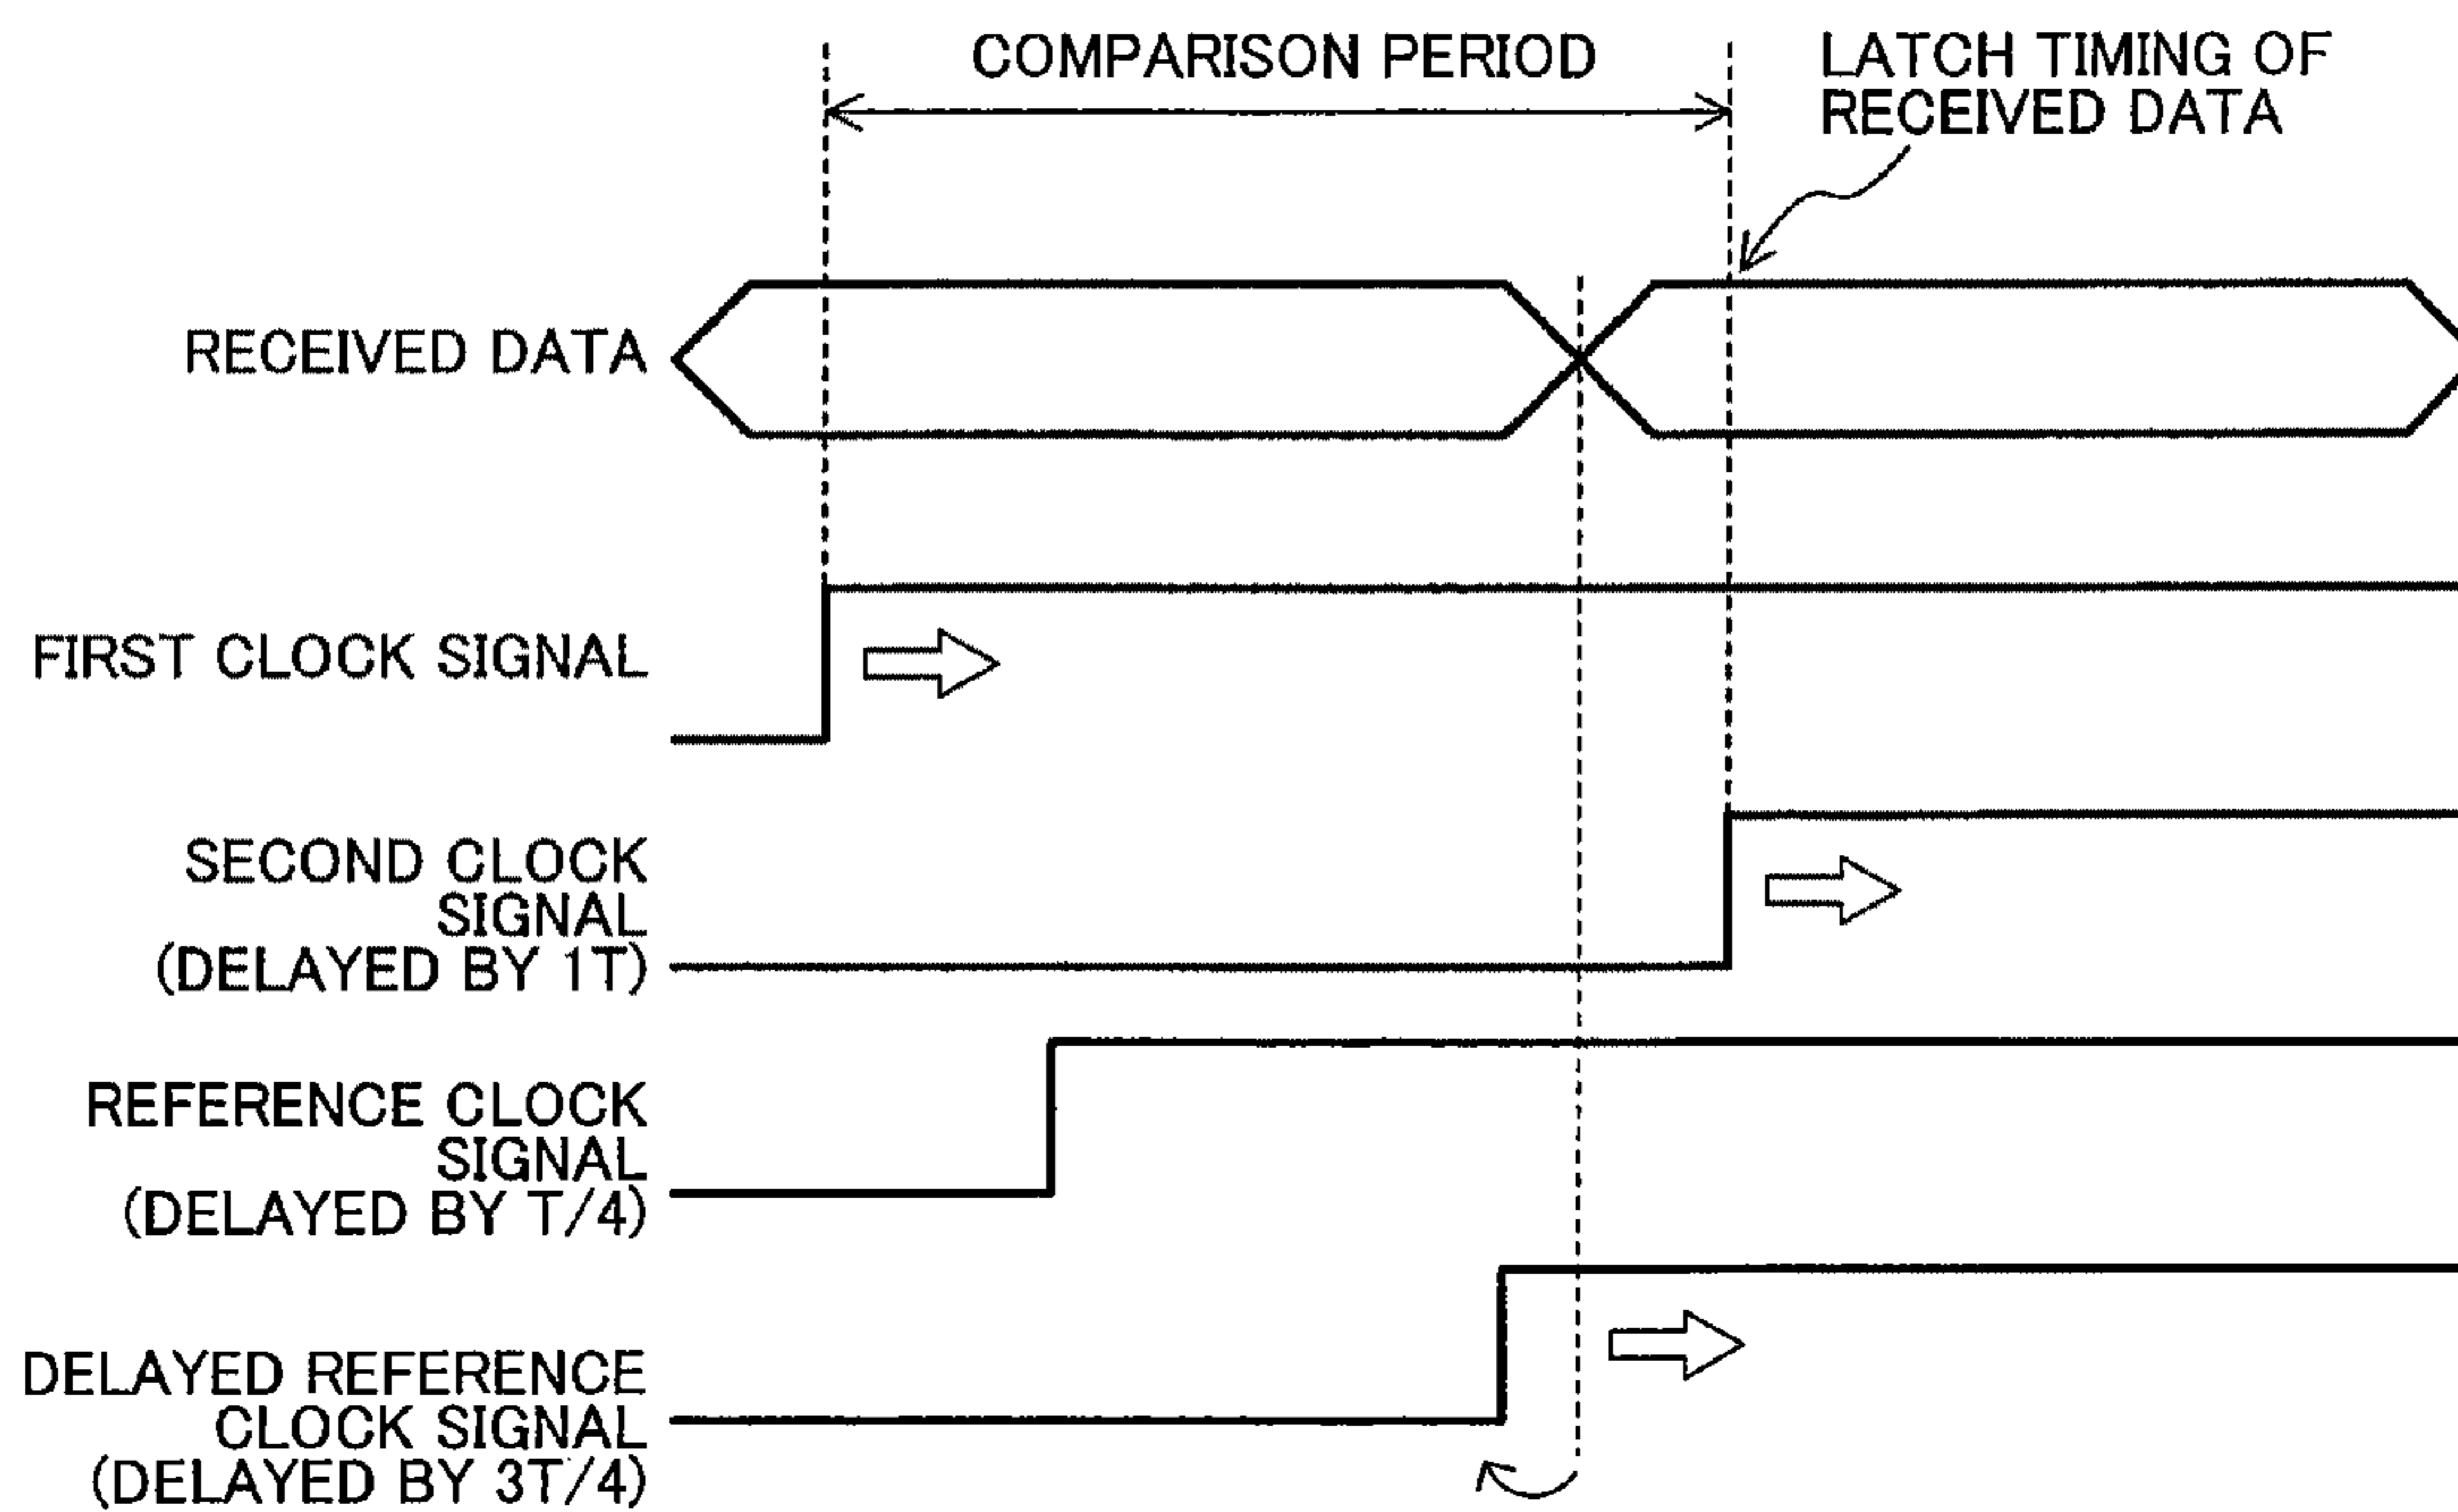 COMPARISON PERIOD
LATCH TIMING OF
RECEIVED DATA
RECEIVED DATA
FIRST CLOCK SIGNAL
SECOND CLOCK
SIGNAL
(DELAYED BY 1T)
REFERENCE CLOCK
SIGNAL
(DELAYED BY T/4)
DELAYED REFERENCE
CLOCK SIGNAL
(DELAYED BY 3T/4)